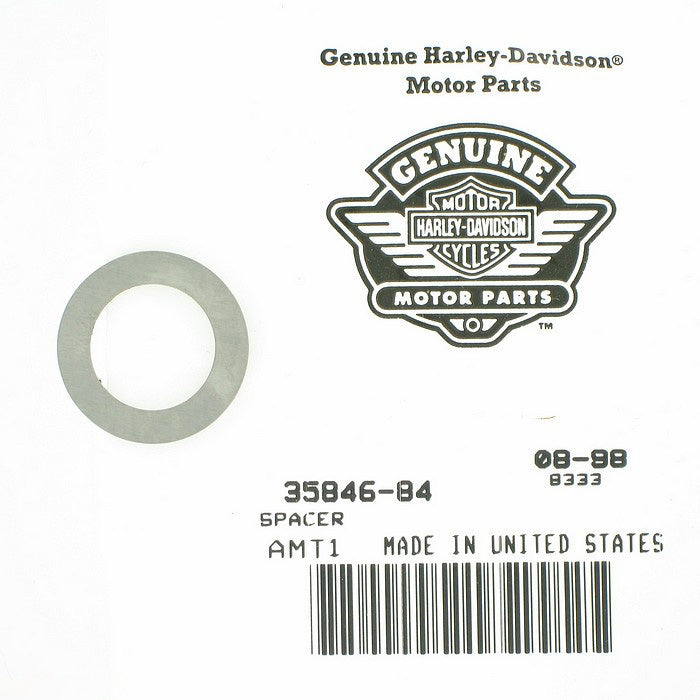 Genuine Harley-Davidson®
Motor Parts
GENUINE
MOTOR
HARLEY-DAVIDSON
CYCLES
MOTOR PARTS
TM
08-98
8333
35846-84
SPACER
AMT1 MADE IN UNITED STATES